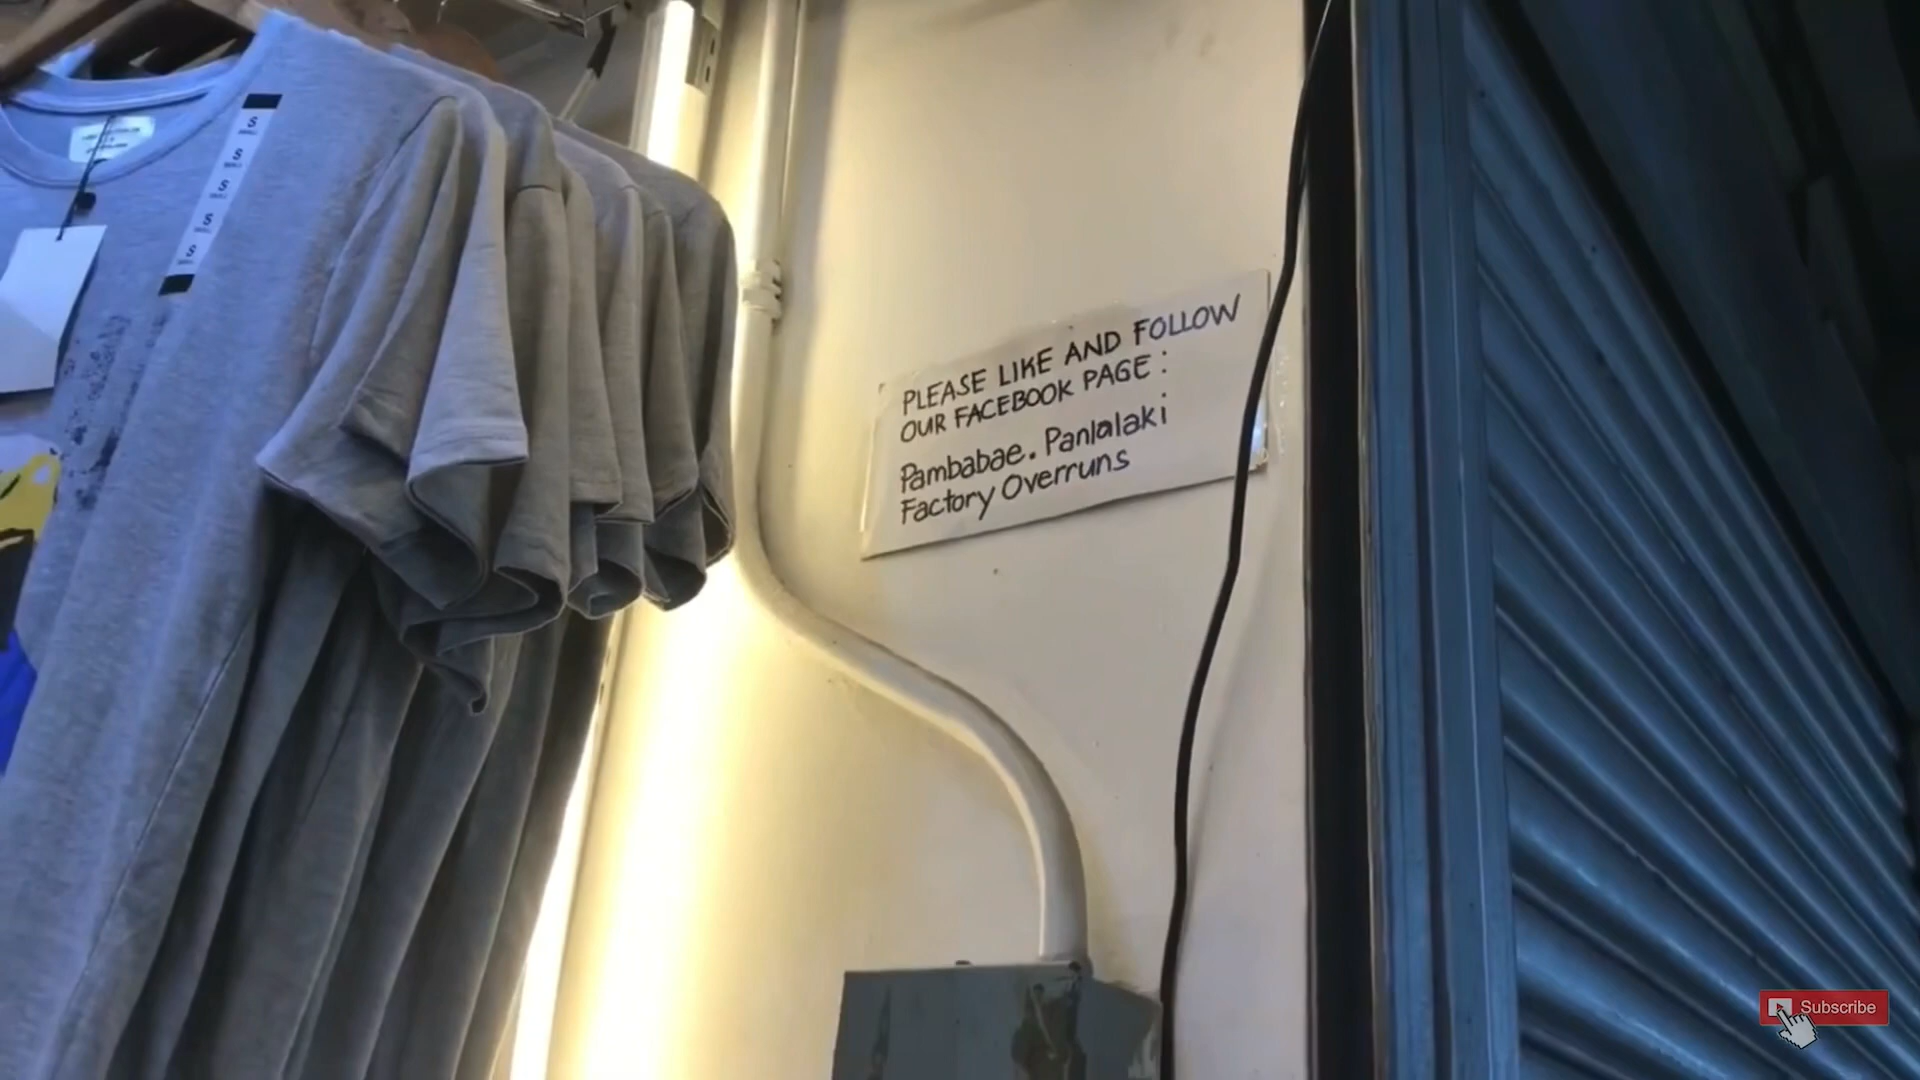 S
S
S
S
S
PLEASE LIKE AND FOLLOW
OUR FACEBOOK PAGE :
Pambabae. Panlalaki
Factory Overruns
Subscribe